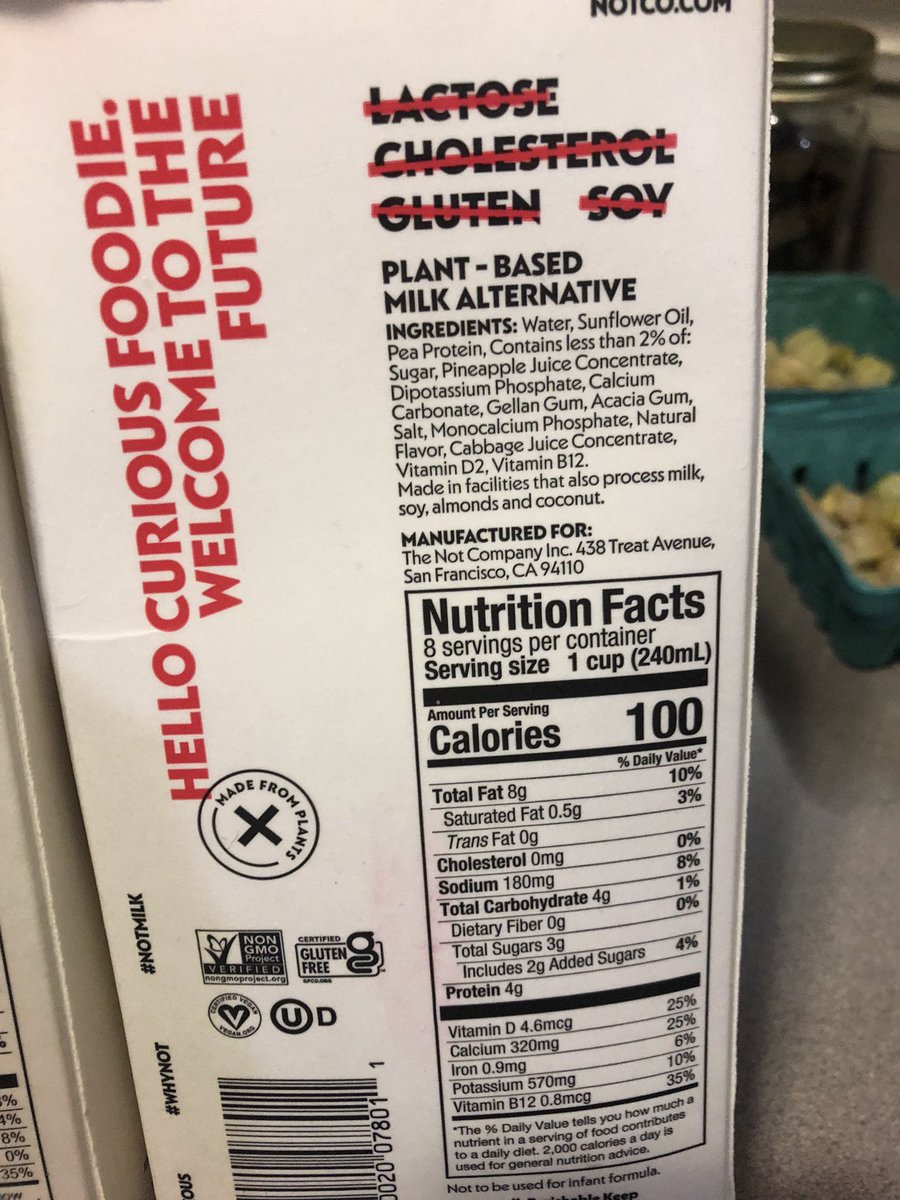 NOTCO.COM
HELLO CURIOUS FOODIE.
WELCOME TO THE
FUTURE
LACTOSE
CHOLESTEROL
GLUTEN SOY
PLANT-BASED
MILK ALTERNATIVE
INGREDIENTS: Water, Sunflower Oil,
Pea Protein, Contains less than 2% of:
Sugar, Pineapple Juice Concentrate,
Dipotassium Phosphate, Calcium
Carbonate, Gellan Gum, Acacia Gum,
Salt, Monocalcium Phosphate, Natural
Flavor, Cabbage Juice Concentrate,
Vitamin D2, Vitamin B12.
Made in facilities that also process milk,
soy, almonds and coconut.
MANUFACTURED FOR:
The Not Company Inc. 438 Treat Avenue,
San Francisco, CA 94110
Nutrition Facts
8 servings per container
Serving size 1 cup (240mL)
Amount Per Serving
Calories 100
% Daily Value*
Total Fat 8g 10%
Saturated Fat 0.5g 3%
Trans Fat 0g
Cholesterol 0mg 0%
Sodium 180mg 8%
Total Carbohydrate 4g 1%
Dietary Fiber 0g 0%
Total Sugars 3g
Includes 2g Added Sugars 4%
Protein 4g
Vitamin D 4.6mcg 25%
Calcium 320mg 25%
Iron 0.9mg 6%
Potassium 570mg 10%
Vitamin B12 0.8mcg 35%
*The % Daily Value tells you how much a
nutrient in a serving of food contributes
to a daily diet. 2,000 calories a day is
used for general nutrition advice.
Not to be used for infant formula.
Keep
MADE FROM PLANTS
#NOTMILK
NON
GMO
Project
VERIFIED
nongmoproject.org
CERTIFIED
GLUTEN
FREE
GFCO.ORG
CERTIFIED VEGAN
VEGAN.ORG
U D
#WHYNOT
0020 07801 1
4%
8%
0%
35%